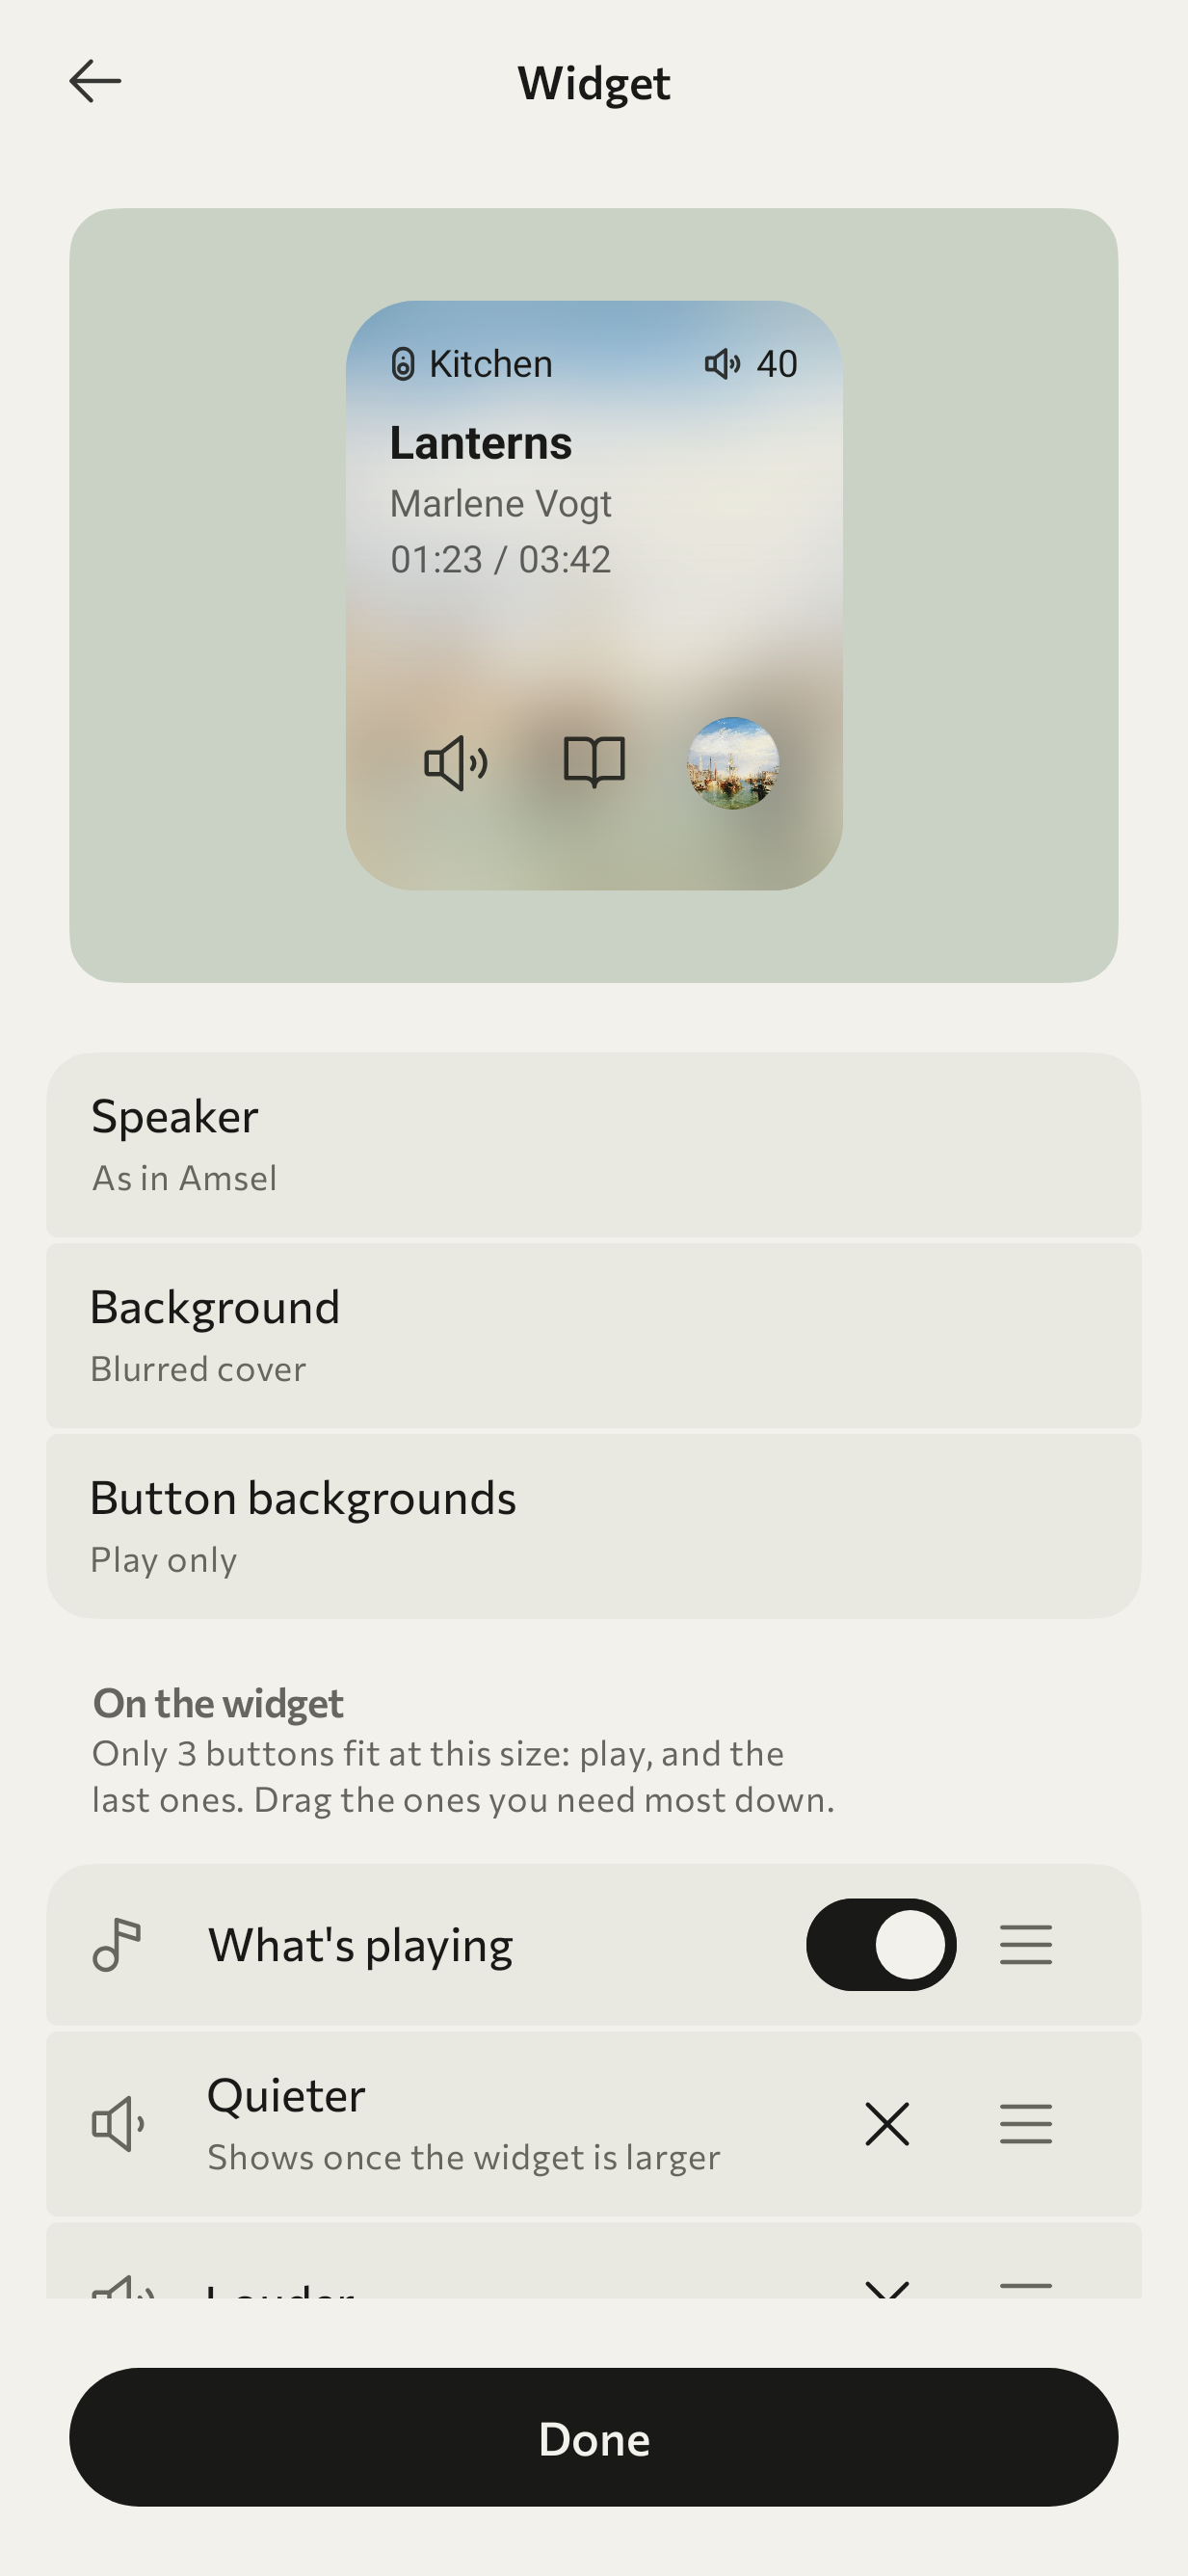 Widget
Kitchen
40
Lanterns
Marlene Vogt
01:23 / 03:42
Speaker
As in Amsel
Background
Blurred cover
Button backgrounds
Play only
On the widget
Only 3 buttons fit at this size: play, and the
last ones. Drag the ones you need most down.
What's playing
Quieter
Shows once the widget is larger
Louder
Done